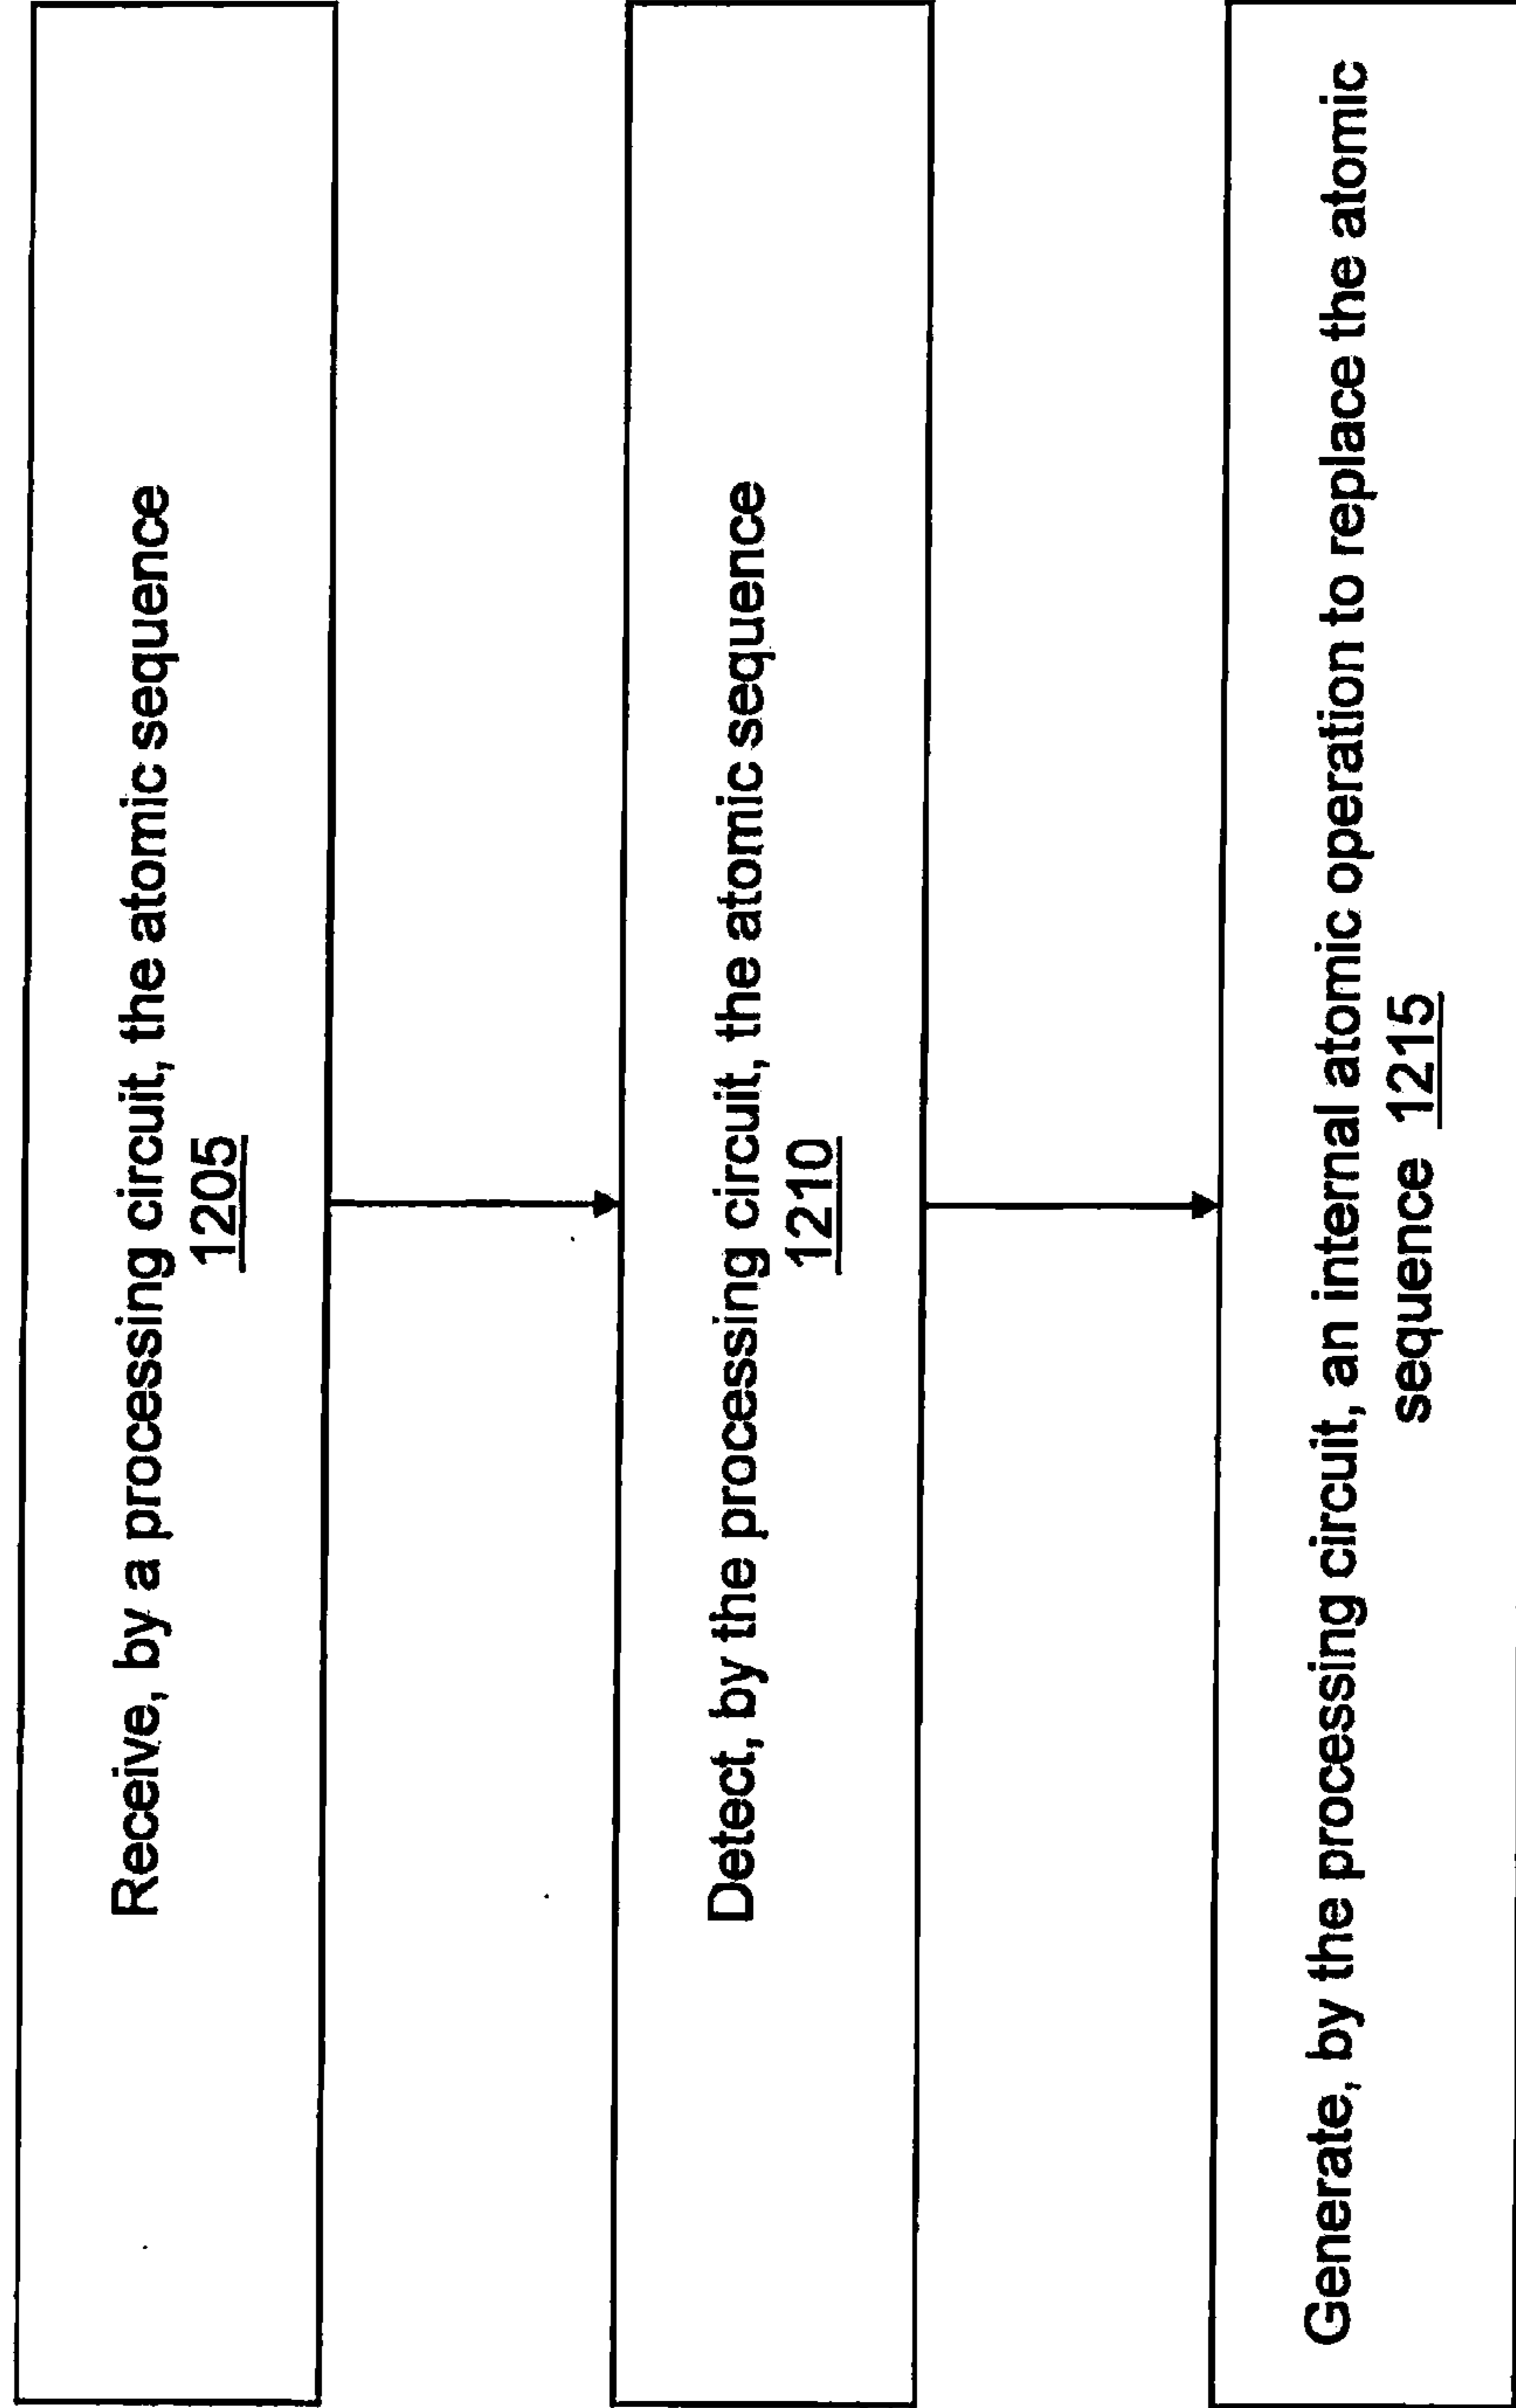 Receive, by a processing circuit, the atomic sequence
1205
Detect, by the processing circuit, the atomic sequence
1210
Generate, by the processing circuit, an internal atomic operation to replace the atomic
sequence 1215